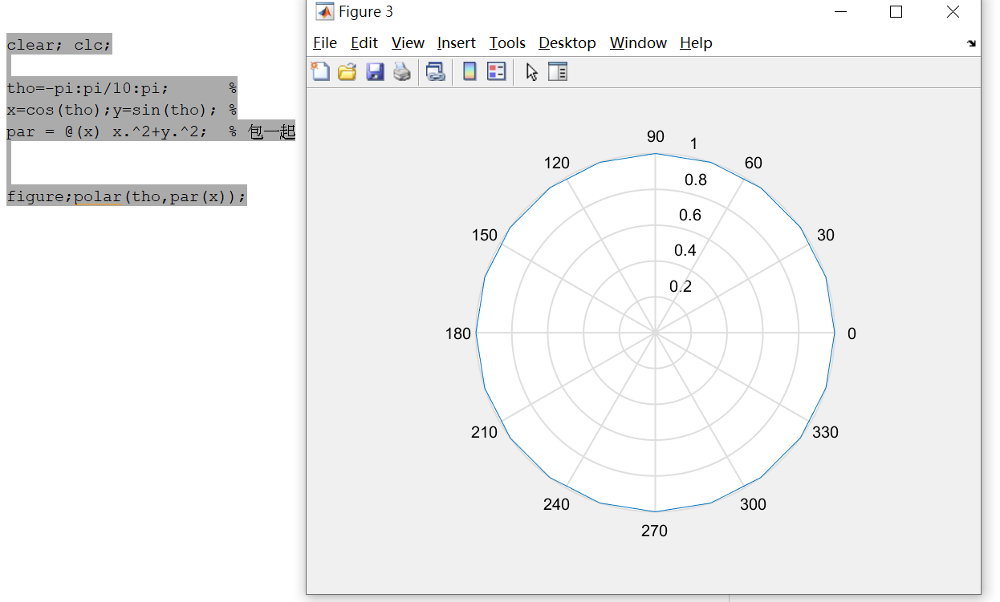 clear; clc;
tho=-pi:pi/10:pi; %
x=cos(tho);y=sin(tho); %
par = @(x) x.^2+y.^2; % 包一起
figure;polar(tho,par(x));
Figure 3
File Edit View Insert Tools Desktop Window Help
90
1
120
60
0.8
0.6
150
30
0.4
0.2
180
0
210
330
240
300
270